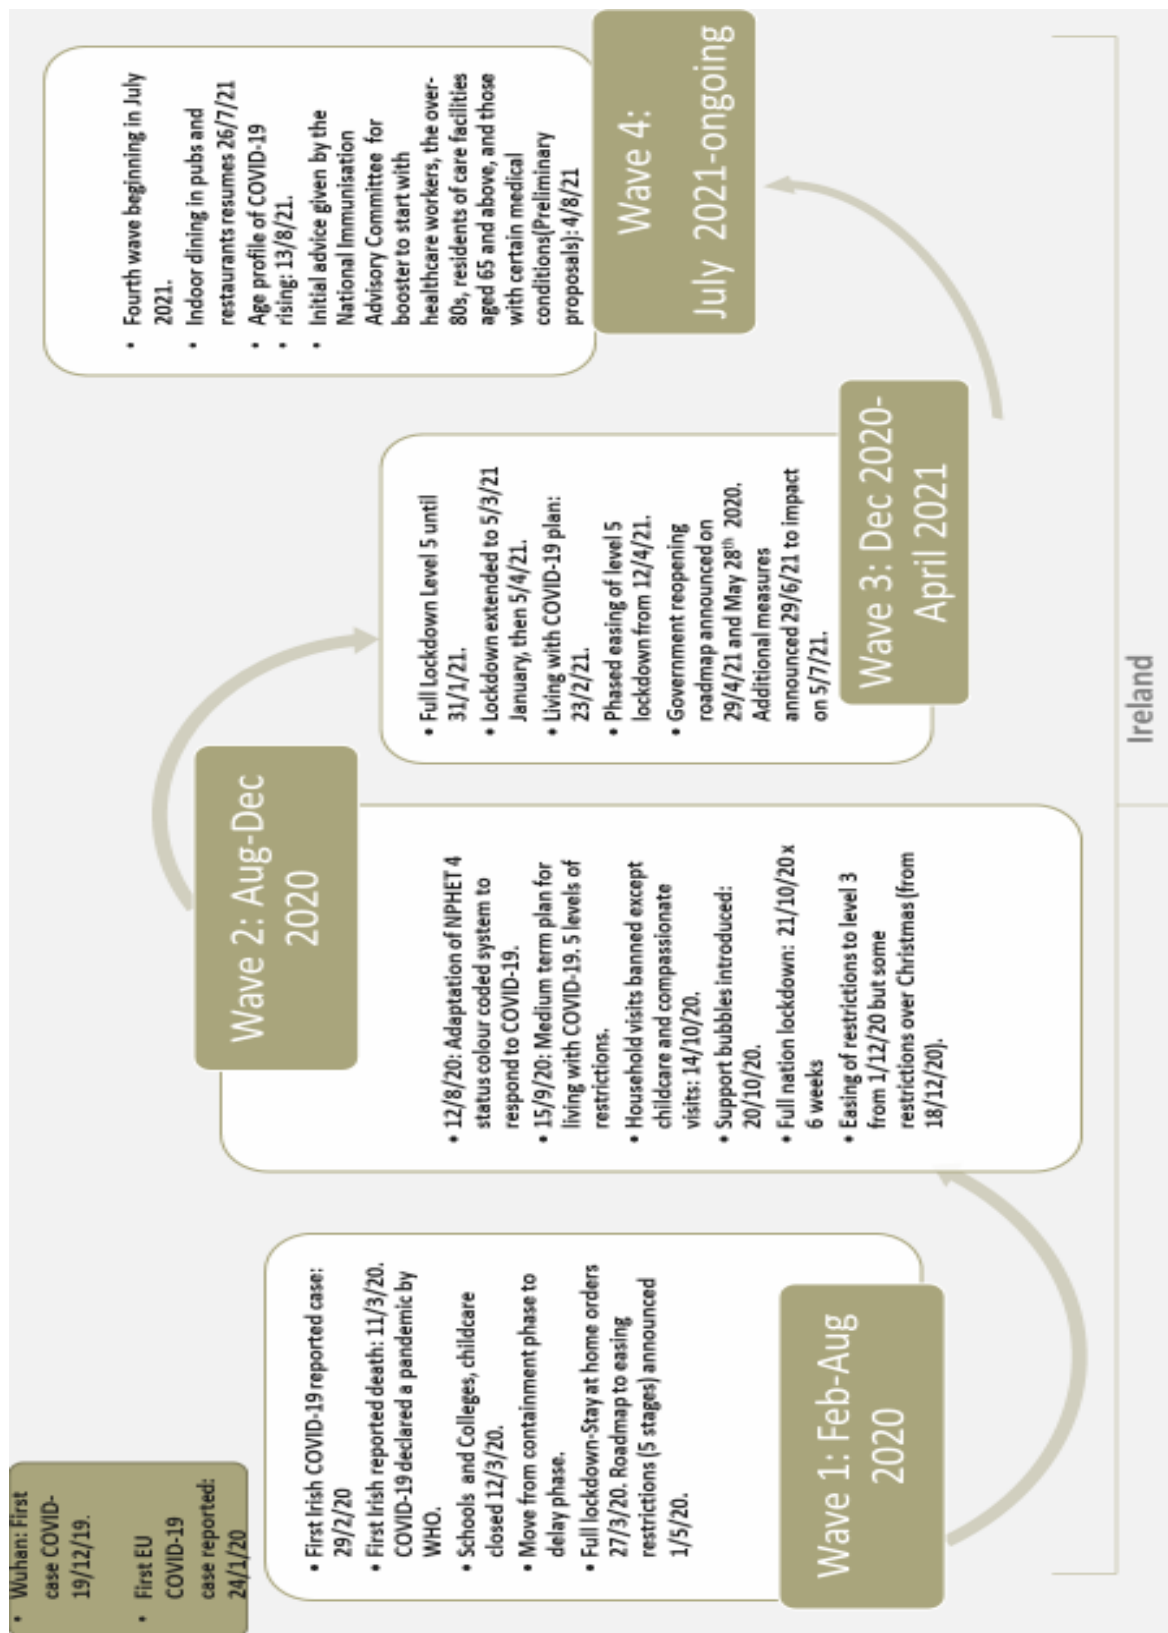 • Wuhan: First
case COVID-
19/12/19.
• First EU
COVID-19
case reported:
24/1/20
• First Irish COVID-19 reported case:
29/2/20
• First Irish reported death: 11/3/20.
COVID-19 declared a pandemic by
WHO.
• Schools and Colleges, childcare
closed 12/3/20.
• Move from containment phase to
delay phase.
• Full lockdown-Stay at home orders
27/3/20. Roadmap to easing
restrictions (5 stages) announced
1/5/20.
Wave 1: Feb-Aug
2020
Wave 2: Aug-Dec
2020
• 12/8/20: Adaptation of NPHET 4
status colour coded system to
respond to COVID-19.
• 15/9/20: Medium term plan for
living with COVID-19. 5 levels of
restrictions.
• Household visits banned except
childcare and compassionate
visits: 14/10/20.
• Support bubbles introduced:
20/10/20.
• Full nation lockdown: 21/10/20 x
6 weeks
• Easing of restrictions to level 3
from 1/12/20 but some
restrictions over Christmas (from
18/12/20).
• Full Lockdown Level 5 until
31/1/21.
• Lockdown extended to 5/3/21
January, then 5/4/21.
• Living with COVID-19 plan:
23/2/21.
• Phased easing of level 5
lockdown from 12/4/21.
• Government reopening
roadmap announced on
29/4/21 and May 28th 2020.
Additional measures
announced 29/6/21 to impact
on 5/7/21.
Wave 3: Dec 2020-
April 2021
• Fourth wave beginning in July
2021.
• Indoor dining in pubs and
restaurants resumes 26/7/21
• Age profile of COVID-19
• rising: 13/8/21.
• Initial advice given by the
National Immunisation
Advisory Committee for
booster to start with
healthcare workers, the over-
80s, residents of care facilities
aged 65 and above, and those
with certain medical
conditions(Preliminary
proposals): 4/8/21
Wave 4:
July 2021-ongoing
Ireland